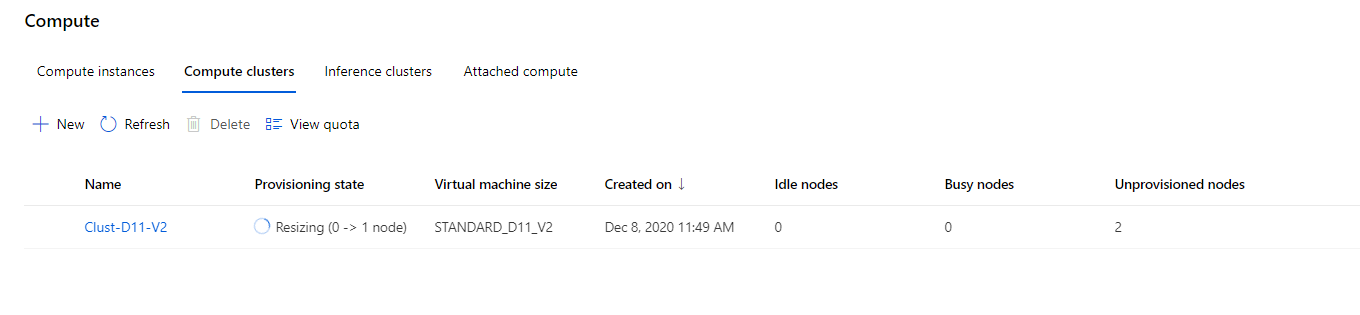 Compute
Compute instances Compute clusters Inference clusters Attached compute
New Refresh Delete View quota
Name Provisioning state Virtual machine size Created on ↓ Idle nodes Busy nodes Unprovisioned nodes
Clust-D11-V2 Resizing (0 -> 1 node) STANDARD_D11_V2 Dec 8, 2020 11:49 AM 0 0 2